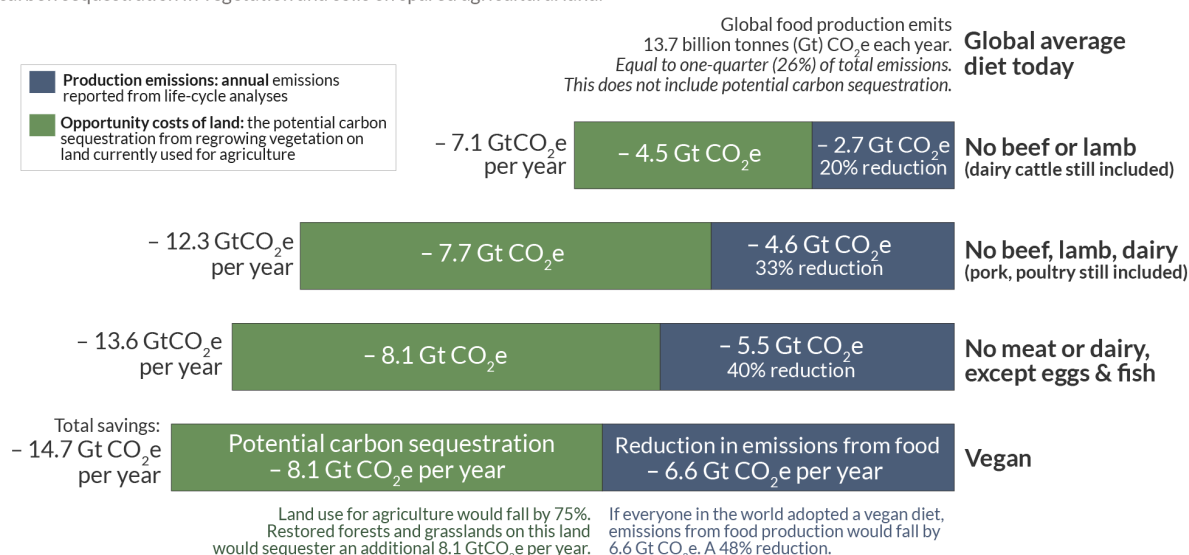 carbon sequestration in vegetation and soils on spared agricultural land.
Global food production emits
13.7 billion tonnes (Gt) CO₂e each year.
Equal to one-quarter (26%) of total emissions.
This does not include potential carbon sequestration.
Global average
diet today
Production emissions: annual emissions
reported from life-cycle analyses
Opportunity costs of land: the potential carbon
sequestration from regrowing vegetation on
land currently used for agriculture
– 7.1 GtCO₂e
per year
– 4.5 Gt CO₂e
– 2.7 Gt CO₂e
20% reduction
No beef or lamb
(dairy cattle still included)
– 12.3 GtCO₂e
per year
– 7.7 Gt CO₂e
– 4.6 Gt CO₂e
33% reduction
No beef, lamb, dairy
(pork, poultry still included)
– 13.6 GtCO₂e
per year
– 8.1 Gt CO₂e
– 5.5 Gt CO₂e
40% reduction
No meat or dairy,
except eggs & fish
Total savings:
– 14.7 Gt CO₂e
per year
Potential carbon sequestration
– 8.1 Gt CO₂e per year
Reduction in emissions from food
– 6.6 Gt CO₂e per year
Vegan
Land use for agriculture would fall by 75%.
Restored forests and grasslands on this land
would sequester an additional 8.1 GtCO₂e per year.
If everyone in the world adopted a vegan diet,
emissions from food production would fall by
6.6 Gt CO₂e. A 48% reduction.